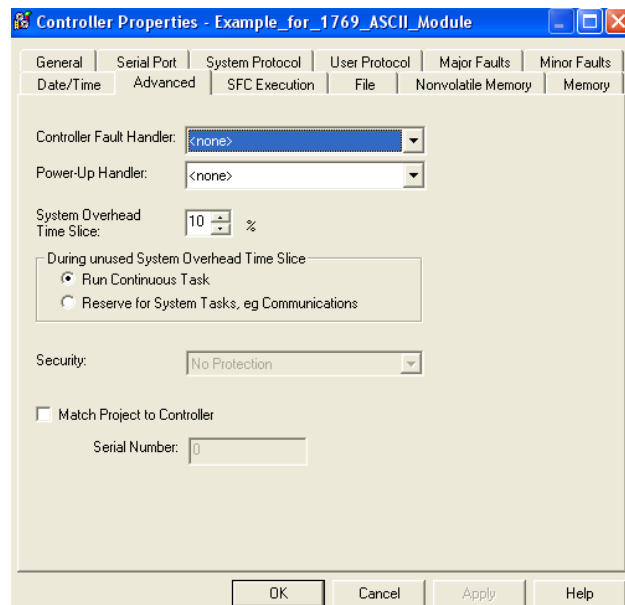 Controller Properties - Example_for_1769_ASCII_Module
General Serial Port System Protocol User Protocol Major Faults Minor Faults
Date/Time Advanced SFC Execution File Nonvolatile Memory Memory
Controller Fault Handler: <none>
Power-Up Handler: <none>
System Overhead
Time Slice: 10 %
During unused System Overhead Time Slice
Run Continuous Task
Reserve for System Tasks, eg Communications
Security: No Protection
Match Project to Controller
Serial Number: 0
OK Cancel Apply Help